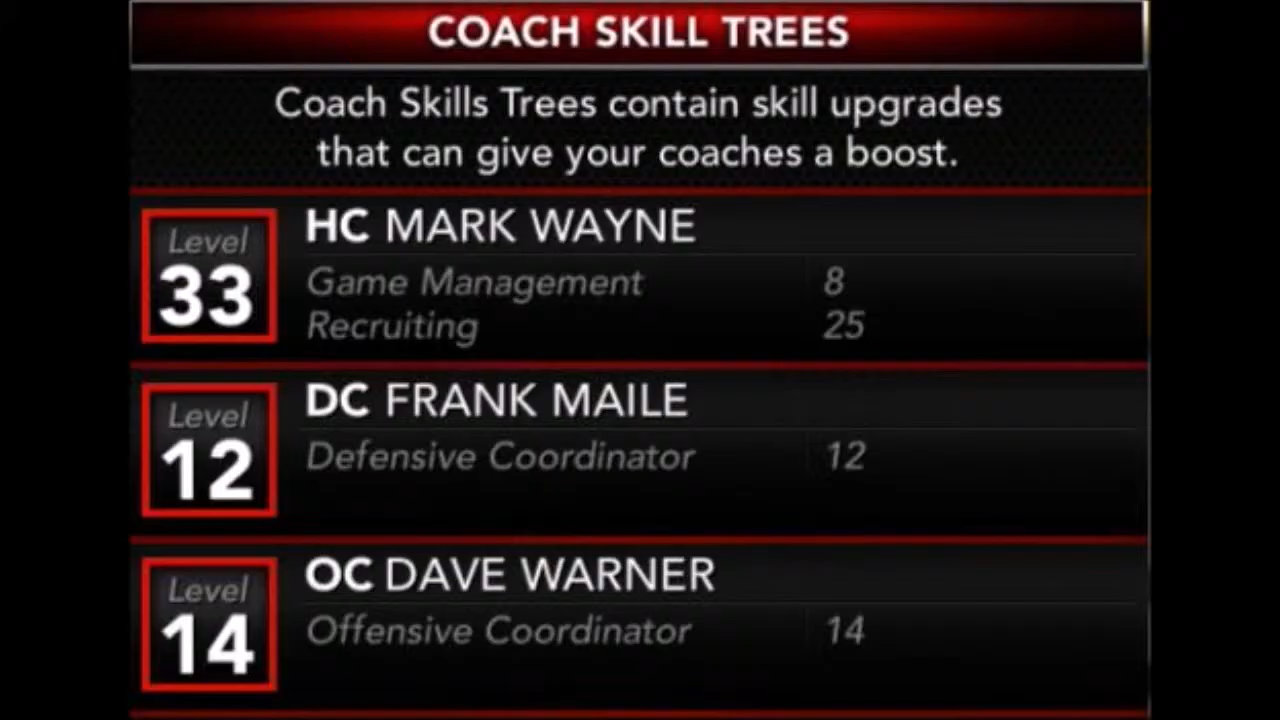 COACH SKILL TREES
Coach Skills Trees contain skill upgrades
that can give your coaches a boost.
Level
33
HC MARK WAYNE
Game Management 8
Recruiting 25
Level
12
DC FRANK MAILE
Defensive Coordinator 12
Level
14
OC DAVE WARNER
Offensive Coordinator 14